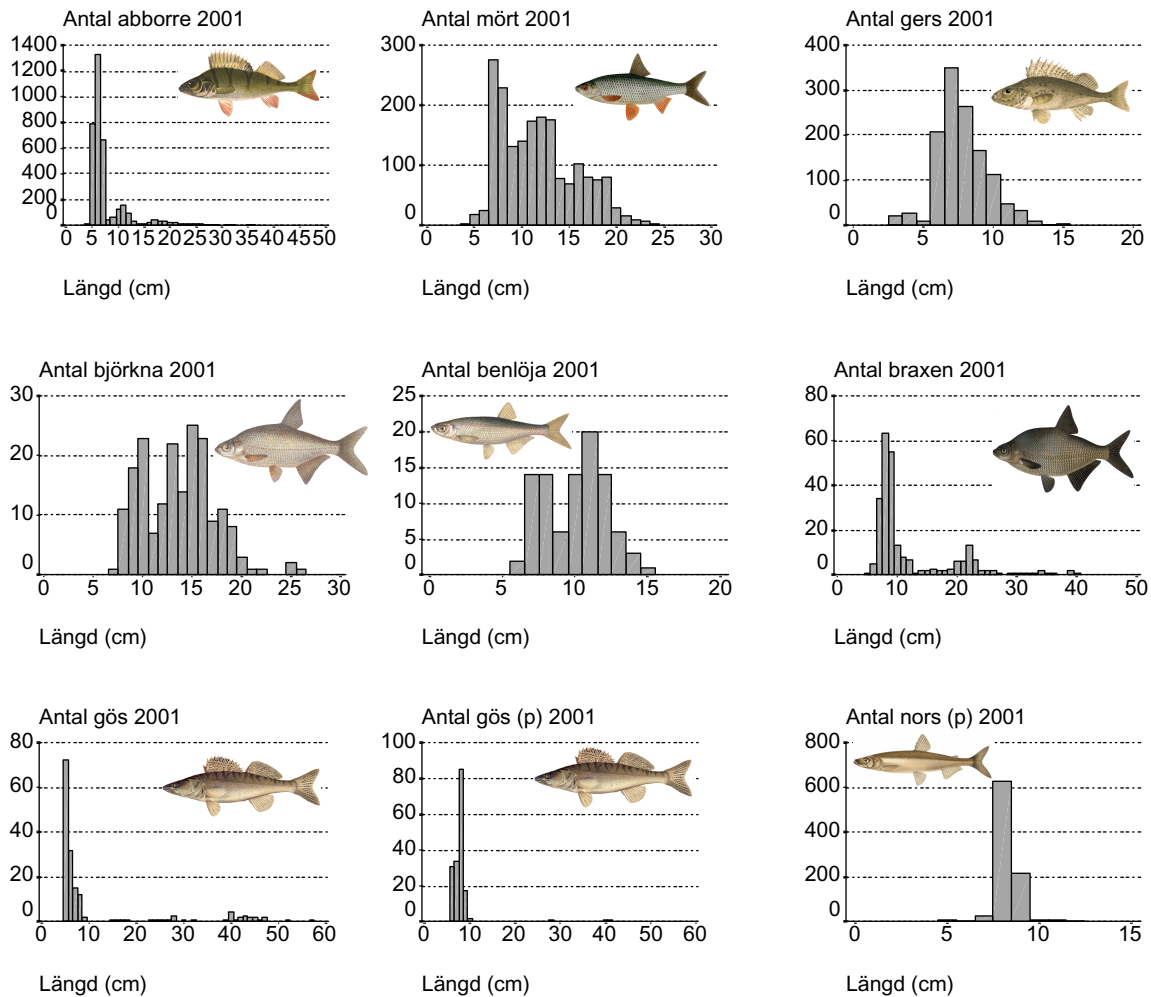 Antal abborre 2001
1400
1200
1000
800
600
400
200
0
0 5 10 15 20 25 30 35 40 45 50
Längd (cm)
Antal mört 2001
300
200
100
0
0 5 10 15 20 25 30
Längd (cm)
Antal gers 2001
400
300
200
100
0
0 5 10 15 20
Längd (cm)
Antal björkna 2001
30
20
10
0
0 5 10 15 20 25 30
Längd (cm)
Antal benlöja 2001
25
20
15
10
5
0
0 5 10 15 20
Längd (cm)
Antal braxen 2001
80
60
40
20
0
0 10 20 30 40 50
Längd (cm)
Antal gös 2001
80
60
40
20
0
0 10 20 30 40 50 60
Längd (cm)
Antal gös (p) 2001
100
80
60
40
20
0
0 10 20 30 40 50 60
Längd (cm)
Antal nors (p) 2001
800
600
400
200
0
0 5 10 15
Längd (cm)